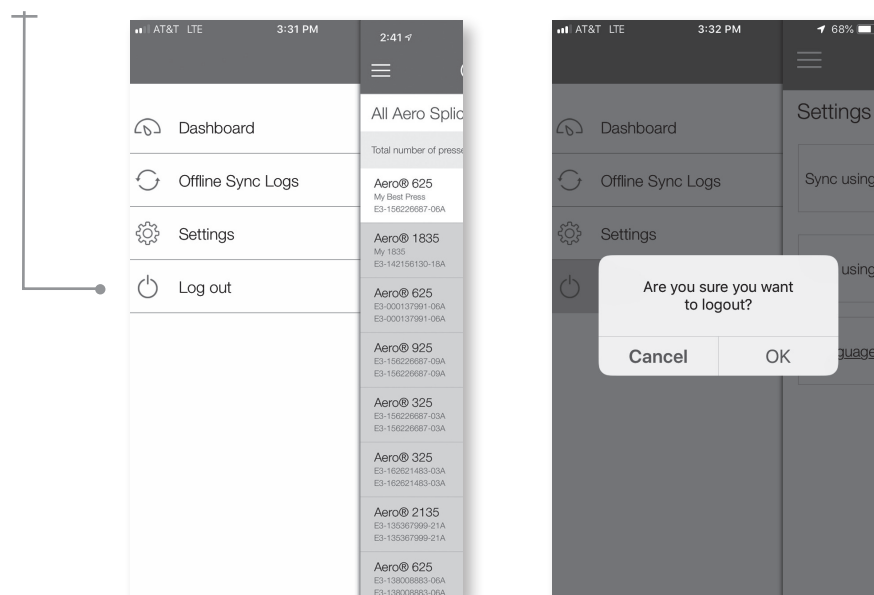 AT&T LTE 3:31 PM
2:41
Dashboard
Offline Sync Logs
Settings
Log out
All Aero Splic
Total number of presse
Aero® 625
My Best Press
E3-156226687-06A
Aero® 1835
My 1835
E3-142156130-18A
Aero® 625
E3-000137991-06A
E3-000137991-06A
Aero® 925
E3-156226687-09A
E3-156226687-09A
Aero® 325
E3-156226687-03A
E3-156226687-03A
Aero® 325
E3-162621483-03A
E3-162621483-03A
Aero® 2135
E3-135367999-21A
E3-135367999-21A
Aero® 625
E3-138008883-06A
E3-138008883-06A
AT&T LTE 3:32 PM 68%
Dashboard
Offline Sync Logs
Settings
Settings
Sync using
using
guage
Are you sure you want
to logout?
Cancel OK